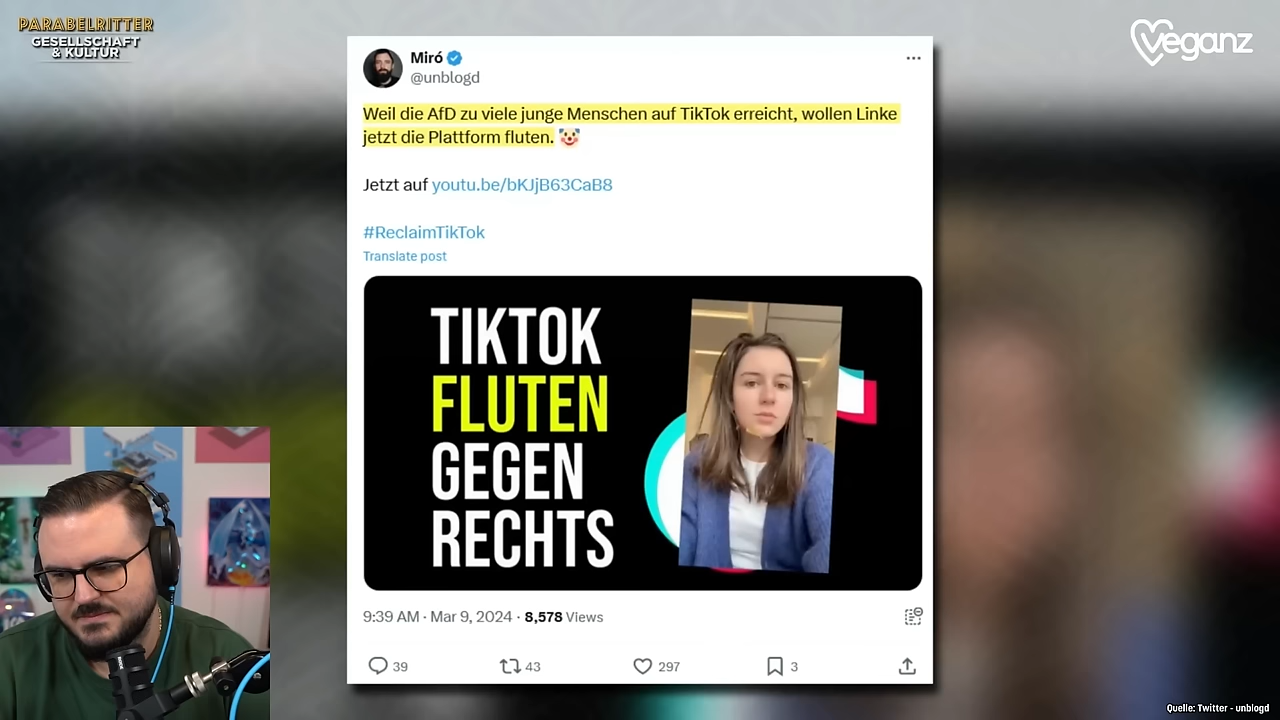 PARABELRITTER
GESELLSCHAFT
& KULTUR
veganz
Miró
@unblogd
Weil die AfD zu viele junge Menschen auf TikTok erreicht, wollen Linke
jetzt die Plattform fluten. 🤡
Jetzt auf youtu.be/bKJjB63CaB8
#ReclaimTikTok
Translate post
TIKTOK
FLUTEN
GEGEN
RECHTS
9:39 AM · Mar 9, 2024 · 8,578 Views
39 43 297 3
Quelle: Twitter - unblogd